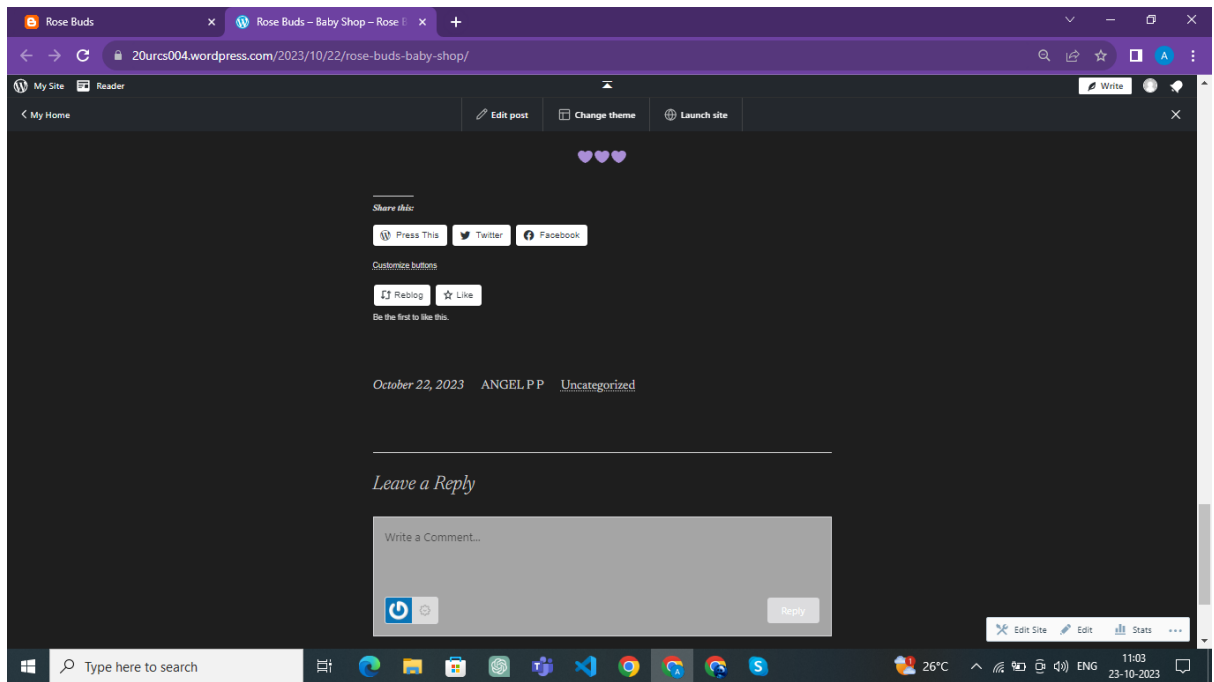 Rose Buds
Rose Buds – Baby Shop – Rose B
20urcs004.wordpress.com/2023/10/22/rose-buds-baby-shop/
A
My Site Reader
Write
My Home Edit post Change theme Launch site
Share this:
Press This Twitter Facebook
Customize buttons
Reblog Like
Be the first to like this.
October 22, 2023 ANGEL P P Uncategorized
Leave a Reply
Write a Comment...
Reply
Edit Site Edit Stats
Type here to search
26°C ENG 11:03
23-10-2023